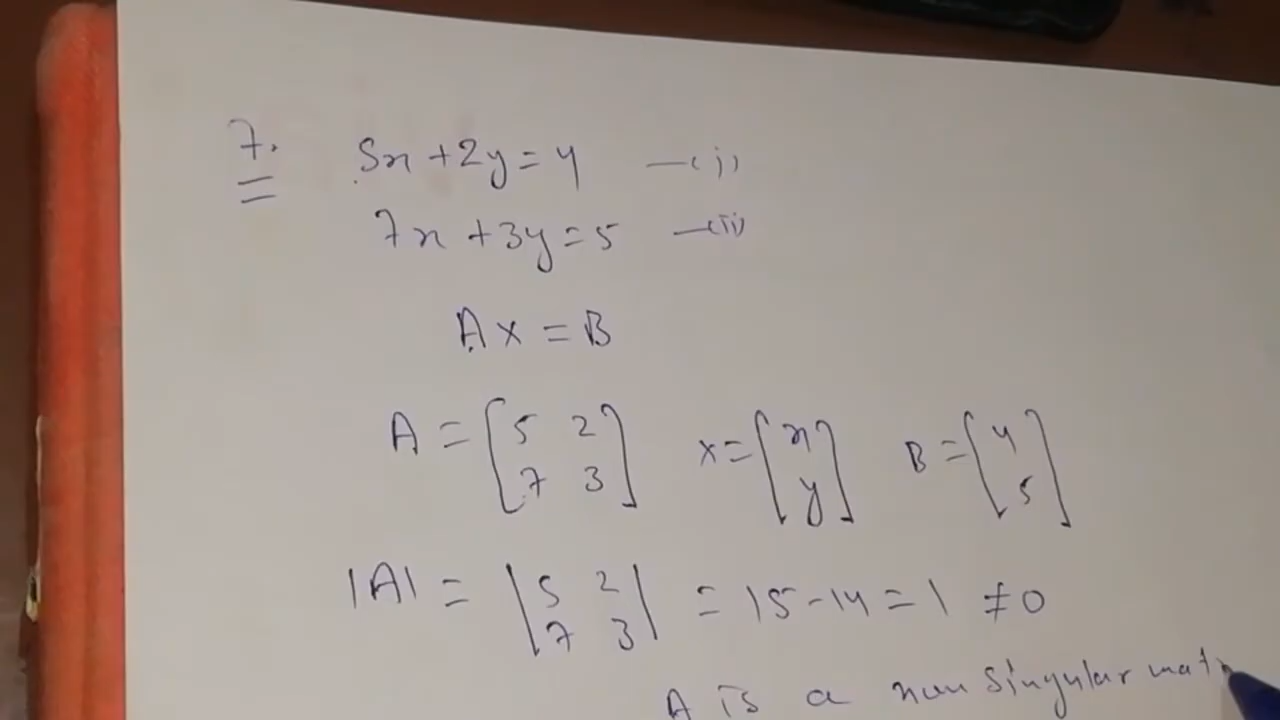 7. 5x + 2y = 4 —(i)
7x + 3y = 5 —(ii)
AX = B
A = [5 2; 7 3] X = [x; y] B = [4; 5]
|A| = |5 2; 7 3| = 15 - 14 = 1 ≠ 0
A is a non singular mat